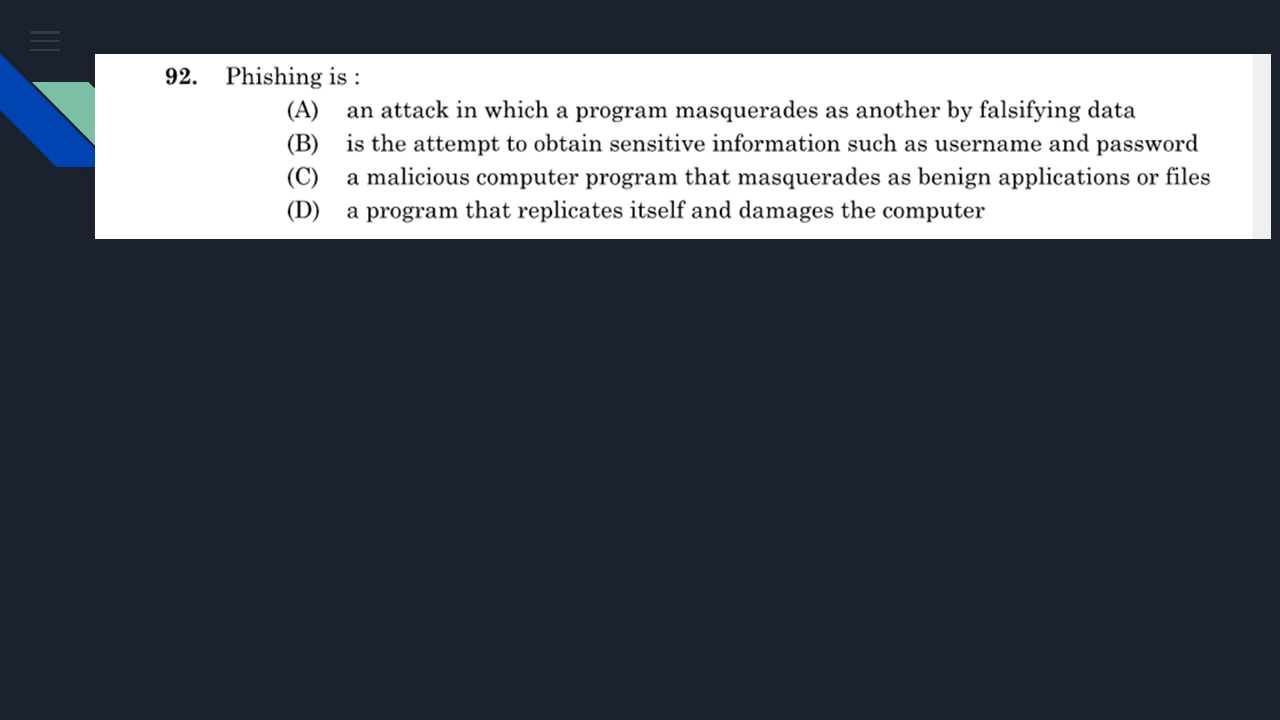 92. Phishing is :
(A) an attack in which a program masquerades as another by falsifying data
(B) is the attempt to obtain sensitive information such as username and password
(C) a malicious computer program that masquerades as benign applications or files
(D) a program that replicates itself and damages the computer